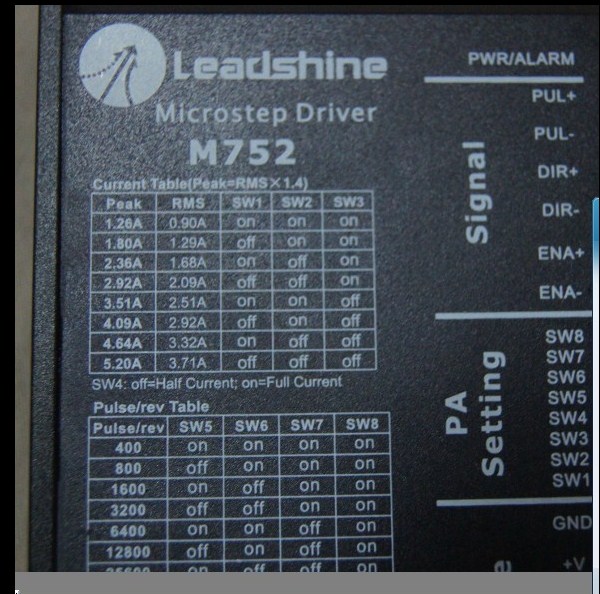 Leadshine
Microstep Driver
M752
Current Table(Peak=RMS×1.4)
Peak RMS SW1 SW2 SW3
1.26A 0.90A on on on
1.80A 1.29A off on on
2.36A 1.68A on off on
2.92A 2.09A off off on
3.51A 2.51A on on off
4.09A 2.92A off on off
4.64A 3.32A on off off
5.20A 3.71A off off off
SW4: off=Half Current; on=Full Current
Pulse/rev Table
Pulse/rev SW5 SW6 SW7 SW8
400 on on on on
800 off on on on
1600 on off on on
3200 off off on on
6400 on on off on
12800 off on off on
25600 on off off on
PWR/ALARM
Signal
PUL+
PUL-
DIR+
DIR-
ENA+
ENA-
PA
Setting
SW8
SW7
SW6
SW5
SW4
SW3
SW2
SW1
GND
+V